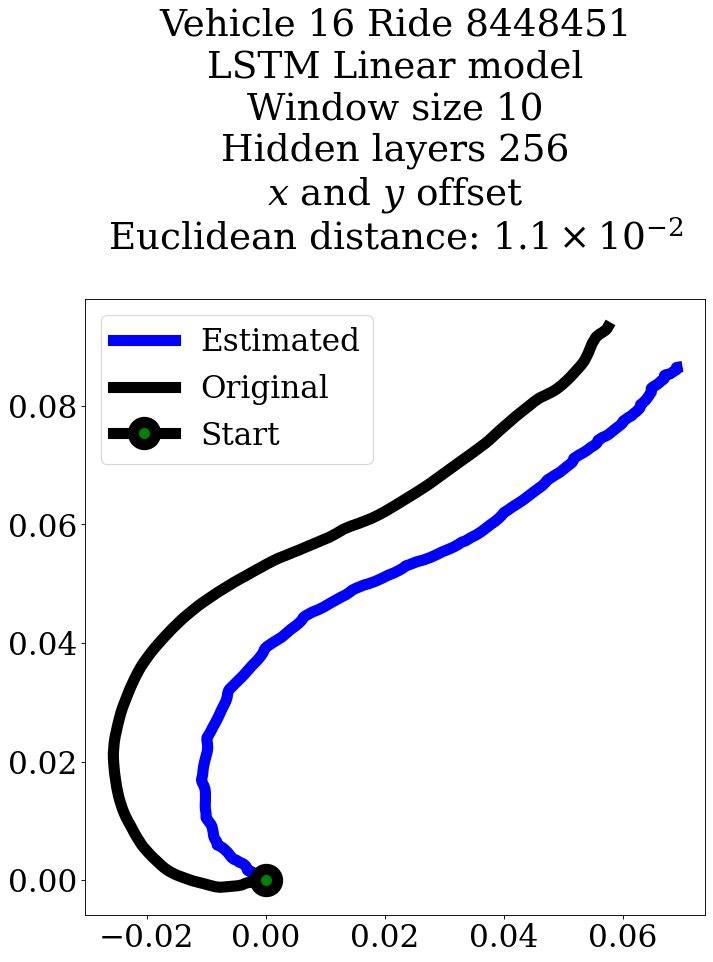 Vehicle 16 Ride 8448451
LSTM Linear model
Window size 10
Hidden layers 256
x and y offset
Euclidean distance: 1.1 × 10⁻²
Estimated
Original
Start
0.08
0.06
0.04
0.02
0.00
−0.02 0.00 0.02 0.04 0.06